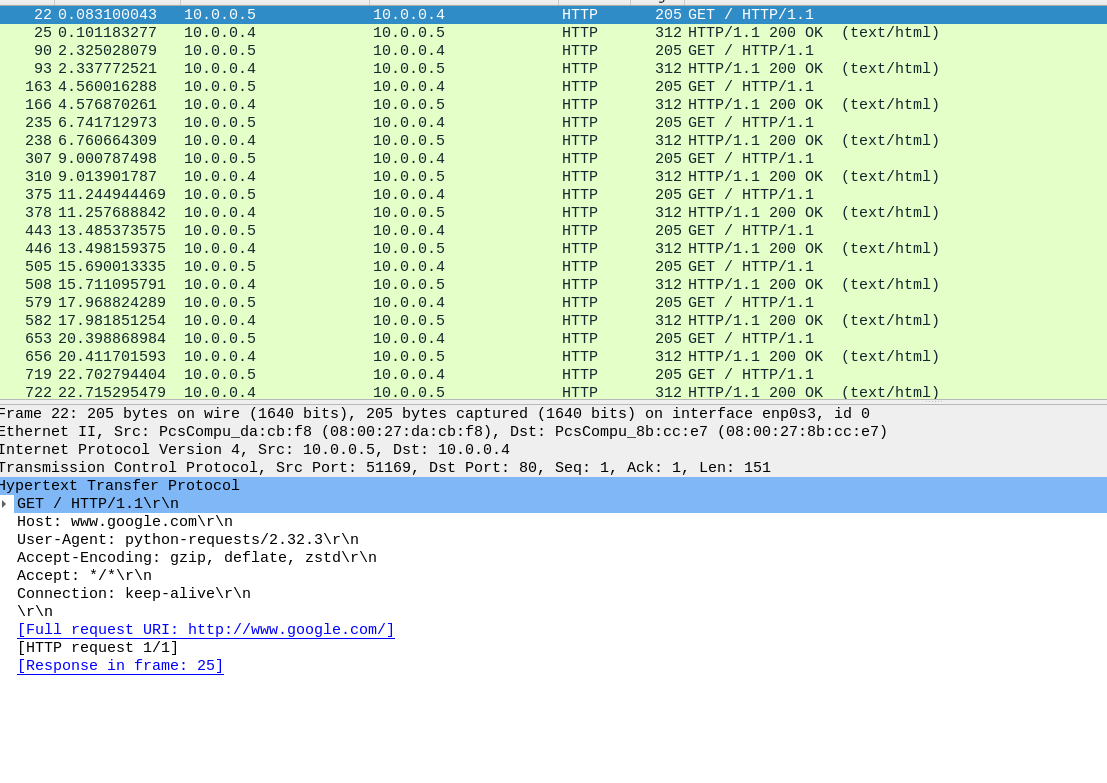 22 0.083100043 10.0.0.5 10.0.0.4 HTTP 205 GET / HTTP/1.1
25 0.101183277 10.0.0.4 10.0.0.5 HTTP 312 HTTP/1.1 200 OK (text/html)
90 2.325028079 10.0.0.5 10.0.0.4 HTTP 205 GET / HTTP/1.1
93 2.337772521 10.0.0.4 10.0.0.5 HTTP 312 HTTP/1.1 200 OK (text/html)
163 4.560016288 10.0.0.5 10.0.0.4 HTTP 205 GET / HTTP/1.1
166 4.576870261 10.0.0.4 10.0.0.5 HTTP 312 HTTP/1.1 200 OK (text/html)
235 6.741712973 10.0.0.5 10.0.0.4 HTTP 205 GET / HTTP/1.1
238 6.760664309 10.0.0.4 10.0.0.5 HTTP 312 HTTP/1.1 200 OK (text/html)
307 9.000787498 10.0.0.5 10.0.0.4 HTTP 205 GET / HTTP/1.1
310 9.013901787 10.0.0.4 10.0.0.5 HTTP 312 HTTP/1.1 200 OK (text/html)
375 11.244944469 10.0.0.5 10.0.0.4 HTTP 205 GET / HTTP/1.1
378 11.257688842 10.0.0.4 10.0.0.5 HTTP 312 HTTP/1.1 200 OK (text/html)
443 13.485373575 10.0.0.5 10.0.0.4 HTTP 205 GET / HTTP/1.1
446 13.498159375 10.0.0.4 10.0.0.5 HTTP 312 HTTP/1.1 200 OK (text/html)
505 15.690013335 10.0.0.5 10.0.0.4 HTTP 205 GET / HTTP/1.1
508 15.711095791 10.0.0.4 10.0.0.5 HTTP 312 HTTP/1.1 200 OK (text/html)
579 17.968824289 10.0.0.5 10.0.0.4 HTTP 205 GET / HTTP/1.1
582 17.981851254 10.0.0.4 10.0.0.5 HTTP 312 HTTP/1.1 200 OK (text/html)
653 20.398868984 10.0.0.5 10.0.0.4 HTTP 205 GET / HTTP/1.1
656 20.411701593 10.0.0.4 10.0.0.5 HTTP 312 HTTP/1.1 200 OK (text/html)
719 22.702794404 10.0.0.5 10.0.0.4 HTTP 205 GET / HTTP/1.1
722 22.715295479 10.0.0.4 10.0.0.5 HTTP 312 HTTP/1.1 200 OK (text/html)
Frame 22: 205 bytes on wire (1640 bits), 205 bytes captured (1640 bits) on interface enp0s3, id 0
Ethernet II, Src: PcsCompu_da:cb:f8 (08:00:27:da:cb:f8), Dst: PcsCompu_8b:cc:e7 (08:00:27:8b:cc:e7)
Internet Protocol Version 4, Src: 10.0.0.5, Dst: 10.0.0.4
Transmission Control Protocol, Src Port: 51169, Dst Port: 80, Seq: 1, Ack: 1, Len: 151
Hypertext Transfer Protocol
GET / HTTP/1.1\r\n
Host: www.google.com\r\n
User-Agent: python-requests/2.32.3\r\n
Accept-Encoding: gzip, deflate, zstd\r\n
Accept: */*\r\n
Connection: keep-alive\r\n
\r\n
[Full request URI: http://www.google.com/]
[HTTP request 1/1]
[Response in frame: 25]